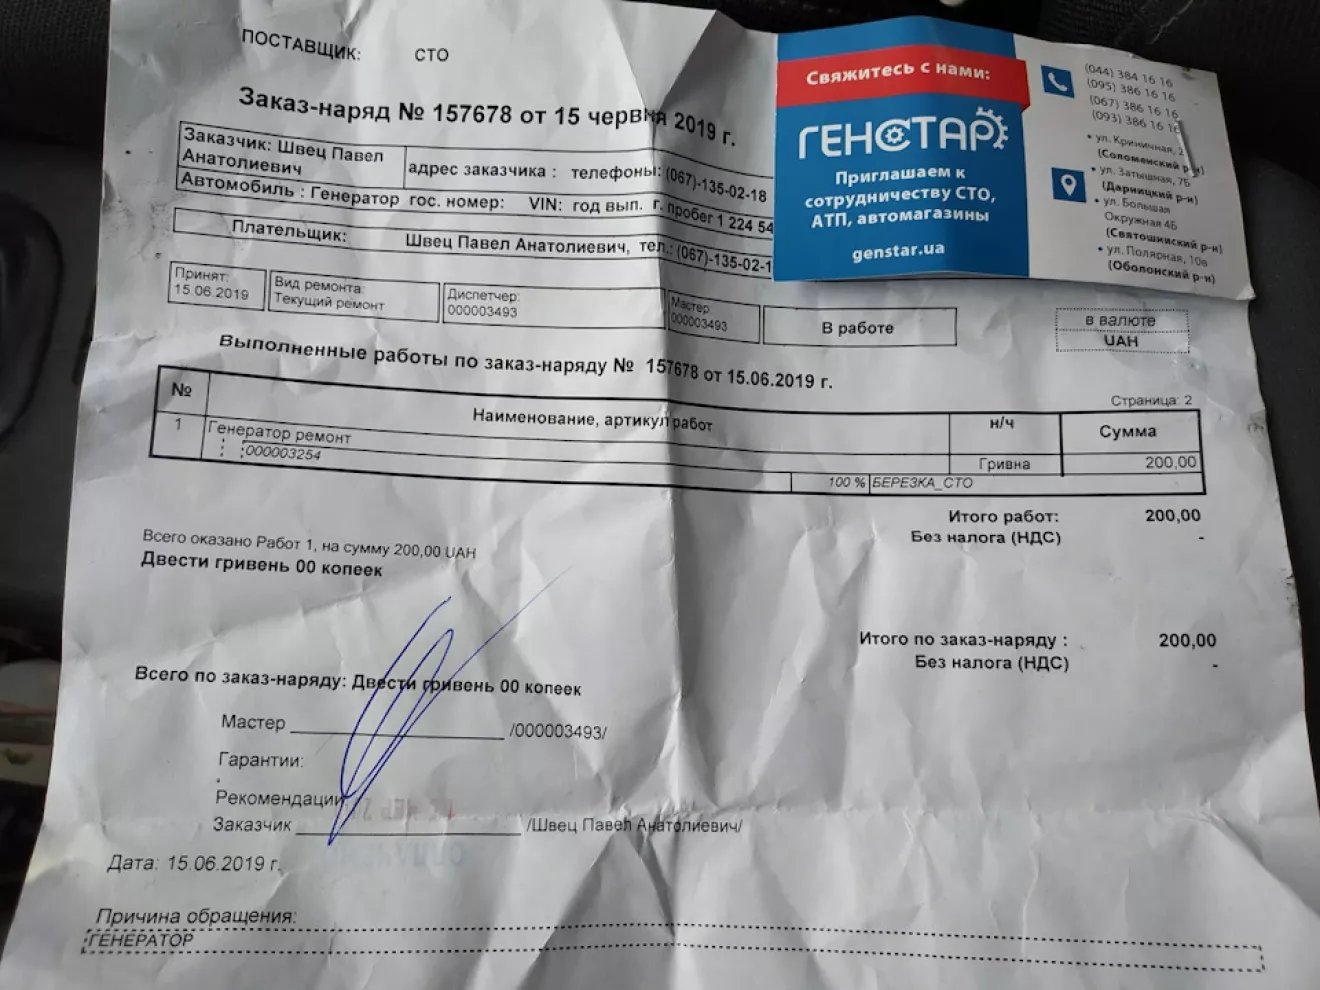 ПОСТАВЩИК: СТО
Заказ-наряд № 157678 от 15 червня 2019 г.
Заказчик: Швец Павел Анатолиевич
адрес заказчика : телефоны: (067)-135-02-18
Автомобиль : Генератор гос. номер: VIN: год вып. г. пробег 1 224 54
Плательщик: Швец Павел Анатолиевич, тел.: (067)-135-02-1
Принят: 15.06.2019
Вид ремонта: Текущий ремонт
Диспетчер: 000003493
Мастер 000003493
В работе
в валюте
UAH
Выполненные работы по заказ-наряду № 157678 от 15.06.2019 г.
Страница: 2
№ Наименование, артикул работ н/ч Сумма
1 Генератор ремонт Гривна 200,00
000003254
100 % БЕРЕЗКА_СТО
Итого работ: 200,00
Без налога (НДС) -
Всего оказано Работ 1, на сумму 200,00 UAH
Двести гривень 00 копеек
Итого по заказ-наряду : 200,00
Без налога (НДС) -
Всего по заказ-наряду: Двести гривень 00 копеек
Мастер /000003493/
Гарантии:
Рекомендации
Заказчик /Швец Павел Анатолиевич/
Дата: 15.06.2019 г.
Причина обращения:
ГЕНЕРАТОР
Свяжитесь с нами:
ГЕНСТАР
Приглашаем к
сотрудничеству СТО,
АТП, автомагазины
genstar.ua
(044) 384 16 16
(095) 386 16 16
(067) 386 16 16
(093) 386 16 16
• ул. Криничная, 2
(Соломенский р-н)
• ул. Затышная, 7Б
(Дарницкий р-н)
• ул. Большая
Окружная 4Б
(Святошинский р-н)
• ул. Полярная, 10в
(Оболонский р-н)